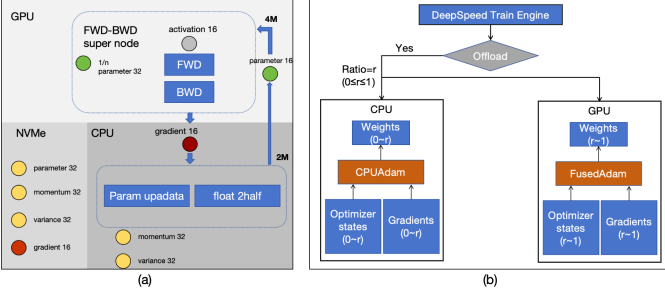 GPU
FWD-BWD
super node
1/n
parameter 32
activation 16
FWD
BWD
4M
parameter 16
NVMe
parameter 32
momentum 32
variance 32
gradient 16
CPU
gradient 16
2M
Param upadata
float 2half
momentum 32
variance 32
(a)
DeepSpeed Train Engine
Offload
Yes
Ratio=r
(0≤r≤1)
CPU
Weights
(0~r)
CPUAdam
Optimizer
states
(0~r)
Gradients
(0~r)
GPU
Weights
(r~1)
FusedAdam
Optimizer
states
(r~1)
Gradients
(r~1)
(b)